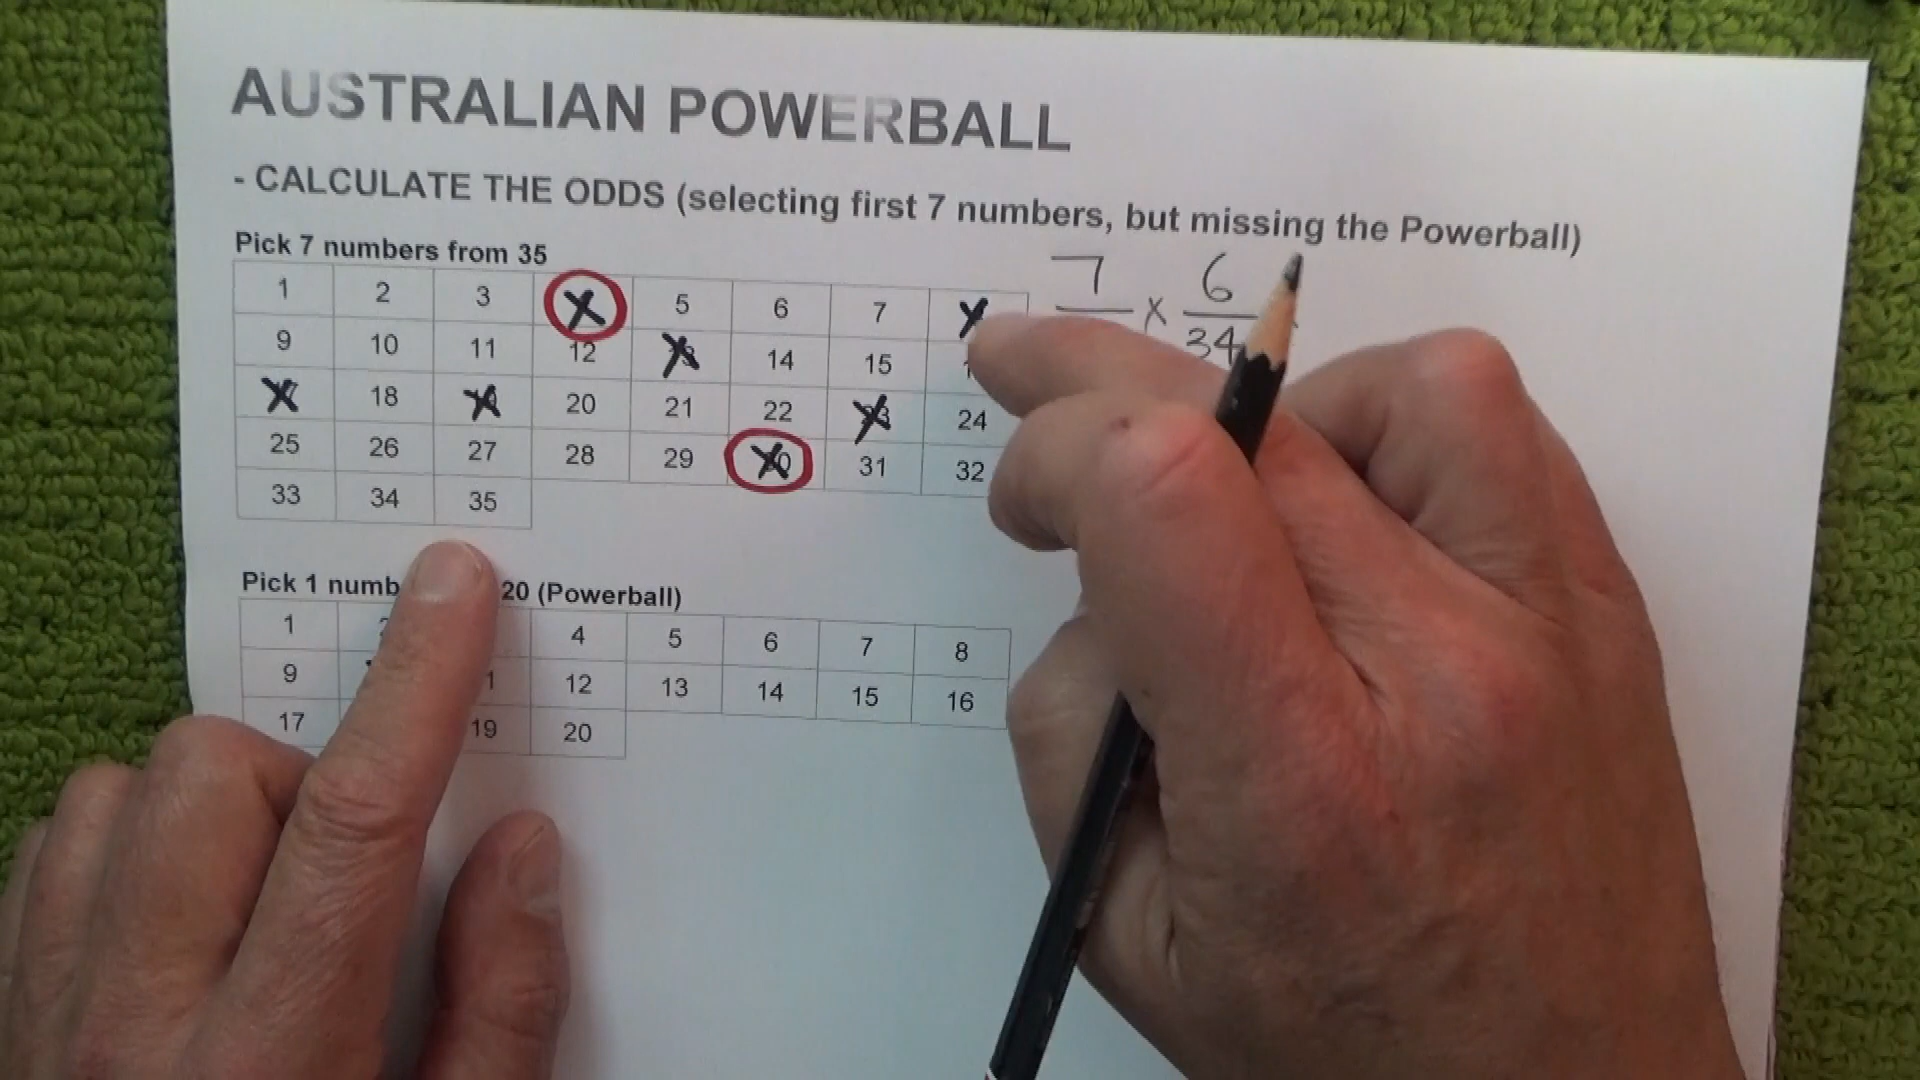 AUSTRALIAN POWERBALL
- CALCULATE THE ODDS (selecting first 7 numbers, but missing the Powerball)
Pick 7 numbers from 35
7 × 6
34
1 2 3 5 6 7
9 10 11 12 14 15
18 20 21 22 24
25 26 27 28 29 31 32
33 34 35
Pick 1 20 (Powerball)
1 4 5 6 7 8
9 12 13 14 15 16
17 19 20